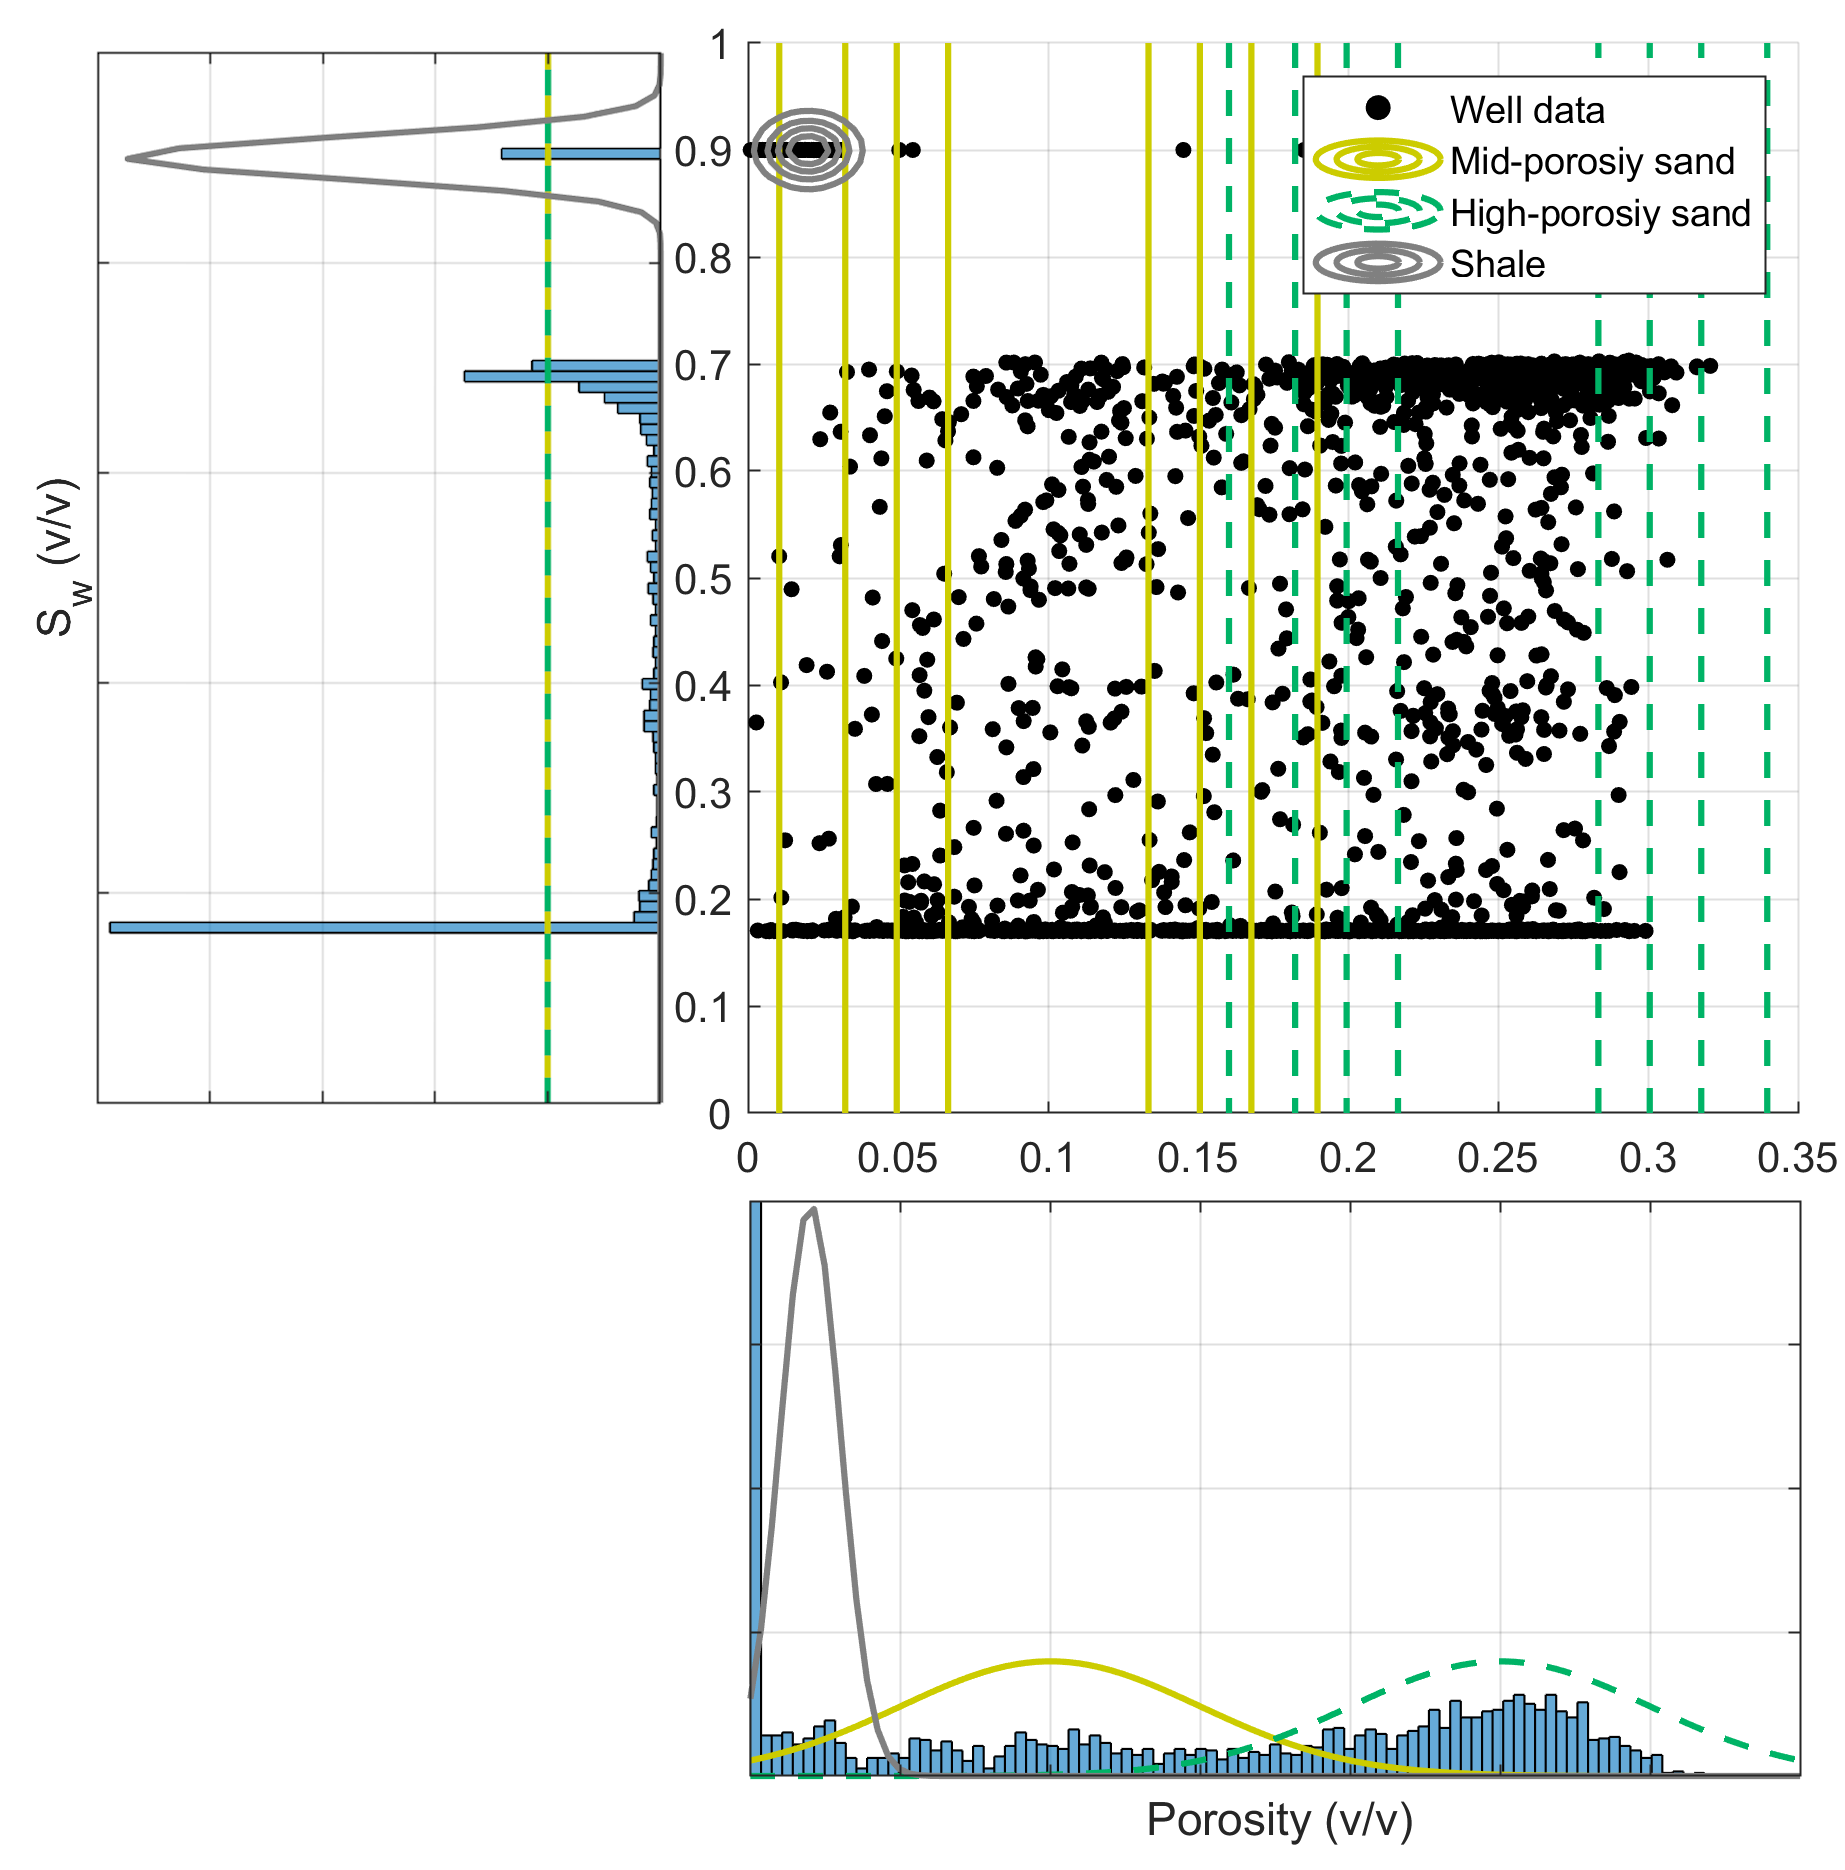 1
0.9
0.8
0.7
0.6
0.5
0.4
0.3
0.2
0.1
0
Well data
Mid-porosiy sand
High-porosiy sand
Shale
S_w (v/v)
0 0.05 0.1 0.15 0.2 0.25 0.3 0.35
Porosity (v/v)